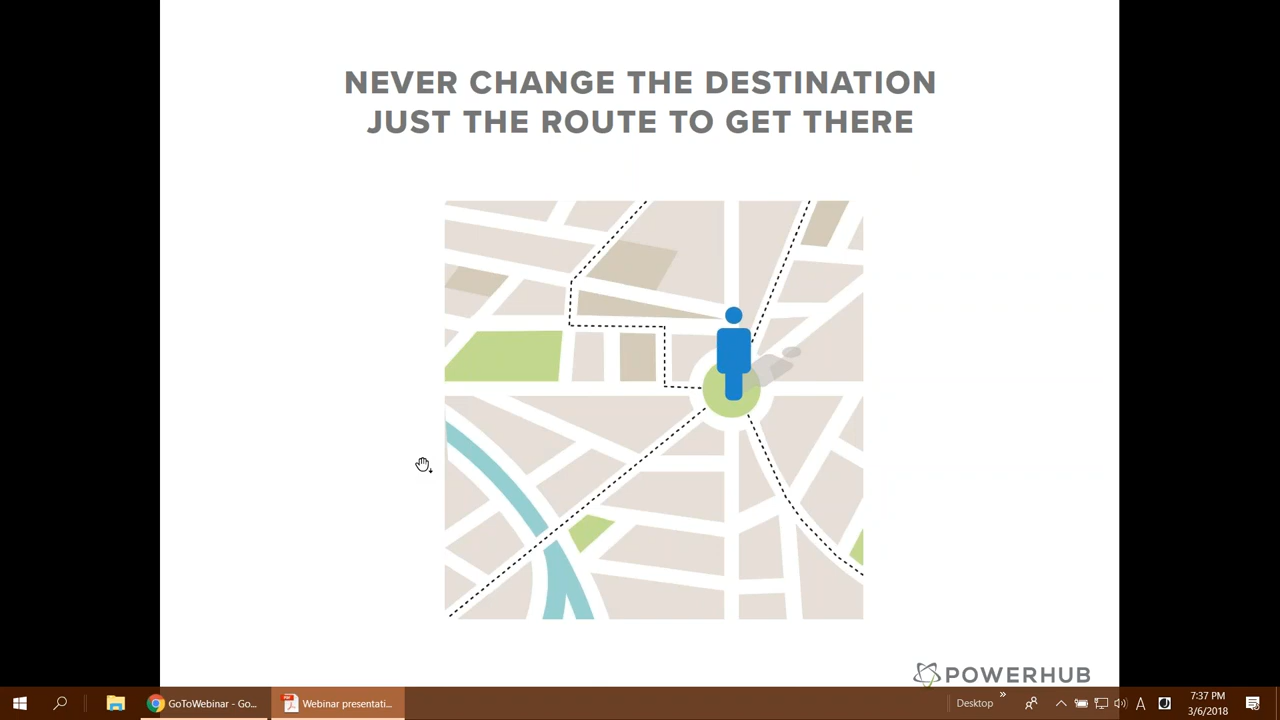 NEVER CHANGE THE DESTINATION
JUST THE ROUTE TO GET THERE
POWERHUB
GoToWebinar - Go...
Webinar presentati...
Desktop
A
7:37 PM
3/6/2018